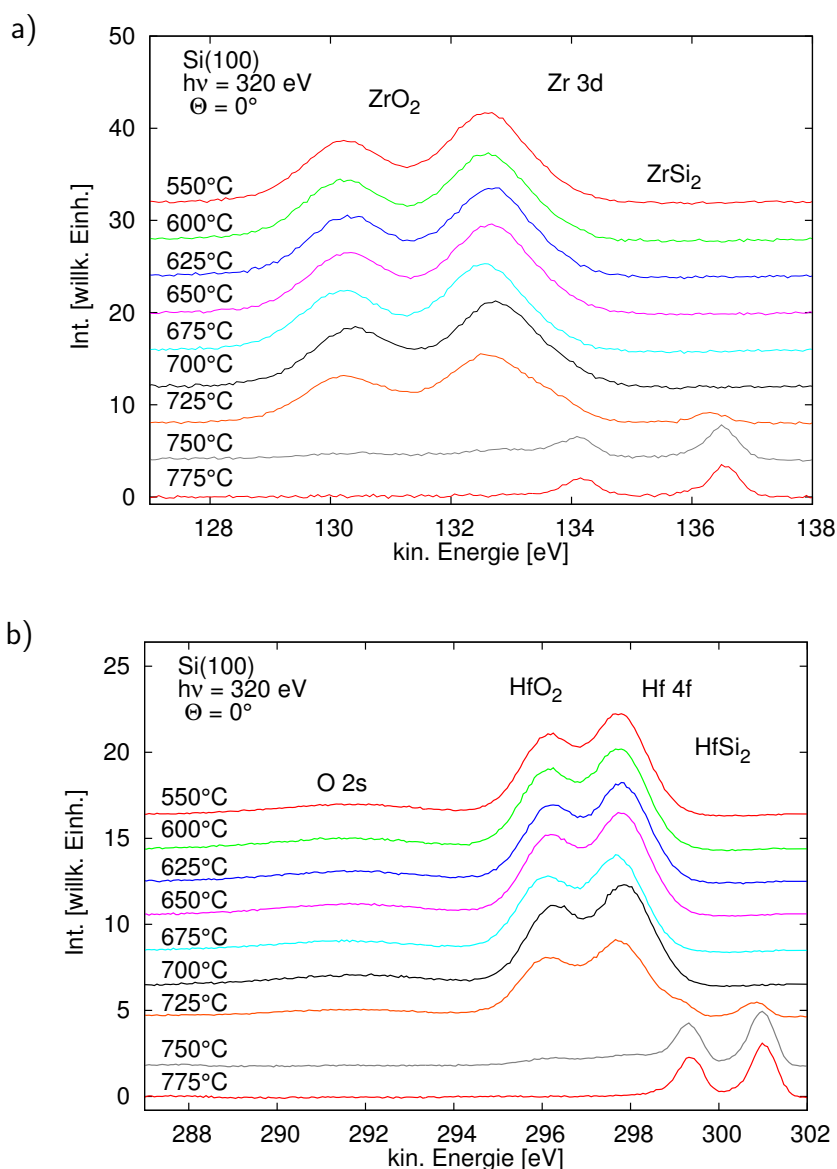 a)
50
40
30
20
10
0
Int. [willk. Einh.]
Si(100)
hν = 320 eV
Θ = 0°
ZrO2
Zr 3d
ZrSi2
550°C
600°C
625°C
650°C
675°C
700°C
725°C
750°C
775°C
128 130 132 134 136 138
kin. Energie [eV]
b)
25
20
15
10
5
0
Int. [willk. Einh.]
Si(100)
hν = 320 eV
Θ = 0°
HfO2
Hf 4f
HfSi2
O 2s
550°C
600°C
625°C
650°C
675°C
700°C
725°C
750°C
775°C
288 290 292 294 296 298 300 302
kin. Energie [eV]